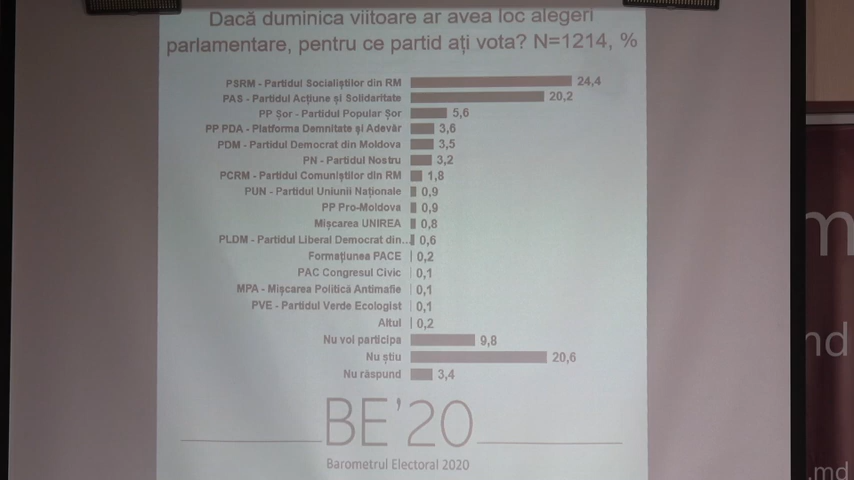 Dacă duminica viitoare ar avea loc alegeri
parlamentare, pentru ce partid ați vota? N=1214, %
PSRM - Partidul Socialiștilor din RM 24,4
PAS - Partidul Acțiune și Solidaritate 20,2
PP Șor - Partidul Popular Șor 5,6
PP PDA - Platforma Demnitate și Adevăr 3,6
PDM - Partidul Democrat din Moldova 3,5
PN - Partidul Nostru 3,2
PCRM - Partidul Comuniștilor din RM 1,8
PUN - Partidul Uniunii Naționale 0,9
PP Pro-Moldova 0,9
Mișcarea UNIREA 0,8
PLDM - Partidul Liberal Democrat din... 0,6
Formațiunea PACE 0,2
PAC Congresul Civic 0,1
MPA - Mișcarea Politică Antimafie 0,1
PVE - Partidul Verde Ecologist 0,1
Altul 0,2
Nu voi participa 9,8
Nu știu 20,6
Nu răspund 3,4
BE'20
Barometrul Electoral 2020
m
nd
.md